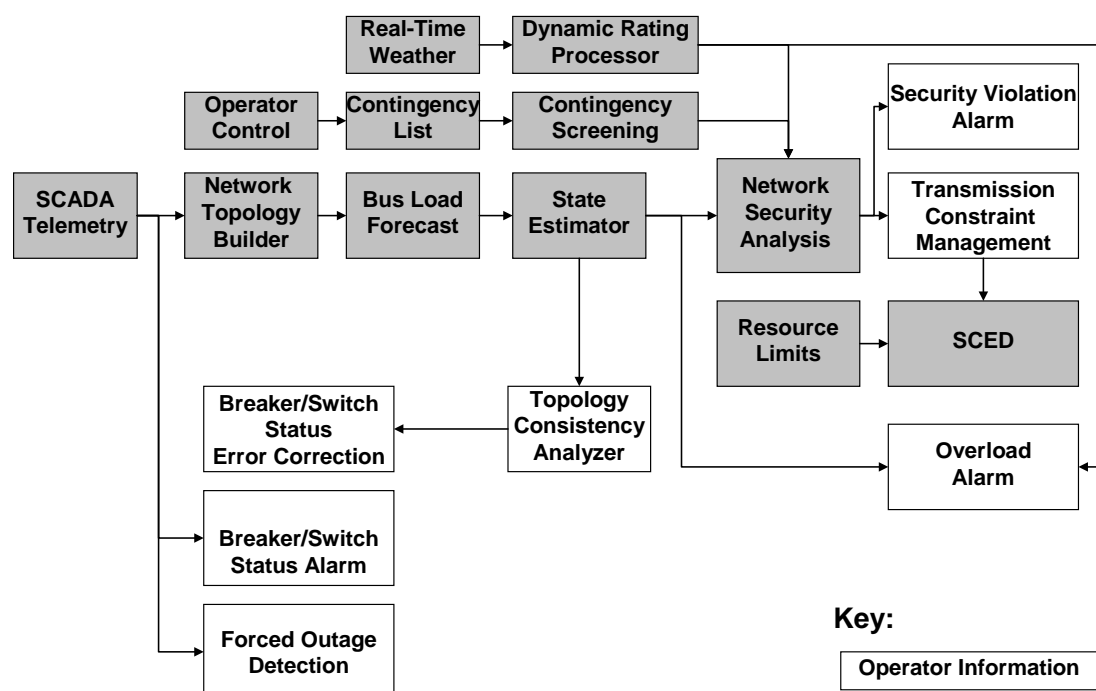 Real-Time
Weather
Dynamic Rating
Processor
Operator
Control
Contingency
List
Contingency
Screening
Security Violation
Alarm
SCADA
Telemetry
Network
Topology
Builder
Bus Load
Forecast
State
Estimator
Network
Security
Analysis
Transmission
Constraint
Management
Resource
Limits
SCED
Breaker/Switch
Status
Error Correction
Topology
Consistency
Analyzer
Overload
Alarm
Breaker/Switch
Status Alarm
Forced Outage
Detection
Key:
Operator Information